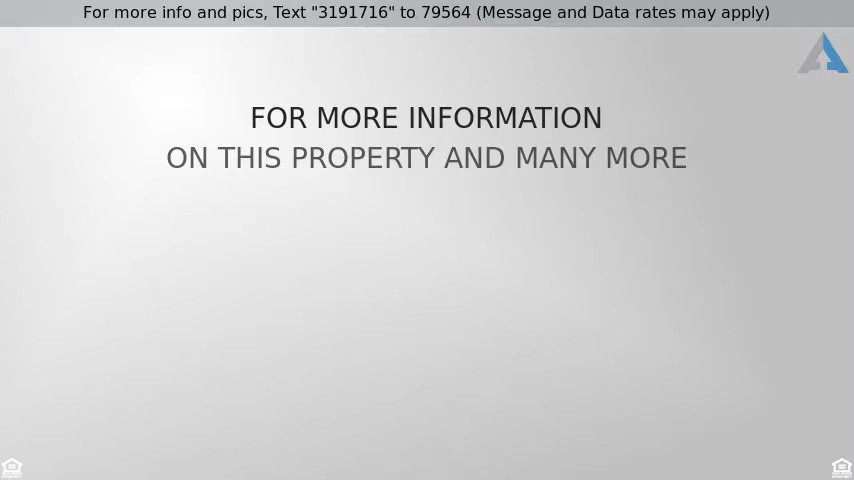 For more info and pics, Text "3191716" to 79564 (Message and Data rates may apply)
FOR MORE INFORMATION
ON THIS PROPERTY AND MANY MORE